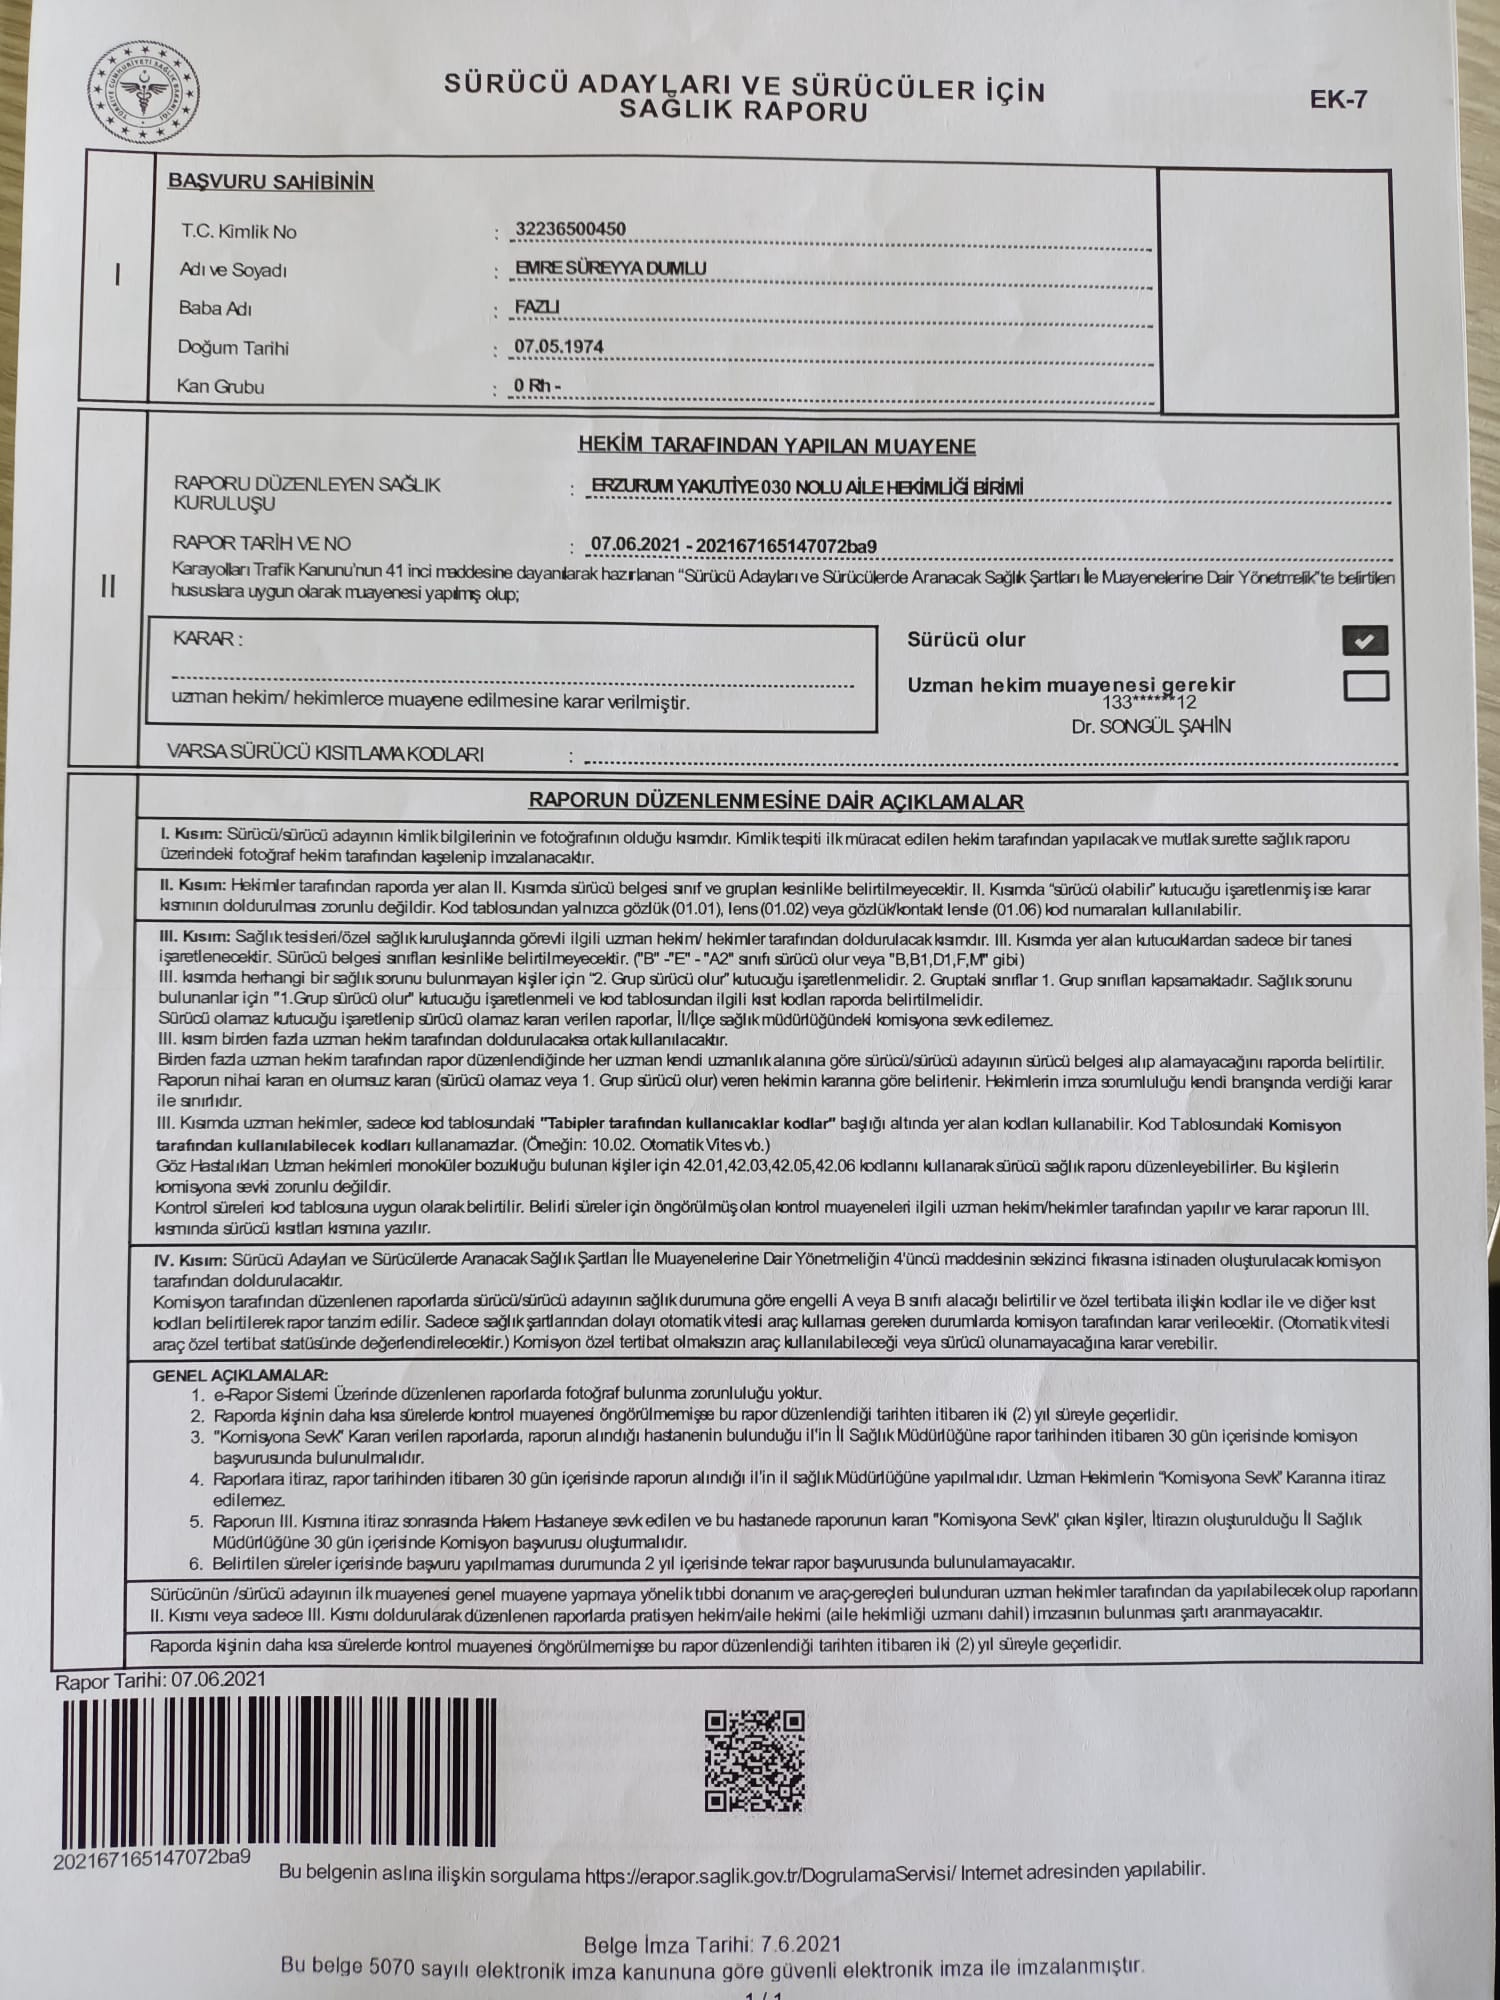 SÜRÜCÜ ADAYLARI VE SÜRÜCÜLER İÇİN
SAĞLIK RAPORU
EK-7
I
BAŞVURU SAHİBİNİN
T.C. Kimlik No : 32236500450
Adı ve Soyadı : EMRE SÜREYYA DUMLU
Baba Adı : FAZLI
Doğum Tarihi : 07.05.1974
Kan Grubu : 0 Rh -
II
HEKİM TARAFINDAN YAPILAN MUAYENE
RAPORU DÜZENLEYEN SAĞLIK
KURULUŞU : ERZURUM YAKUTİYE 030 NOLU AİLE HEKİMLİĞİ BİRİMİ
RAPOR TARİH VE NO : 07.06.2021 - 202167165147072ba9
Karayolları Trafik Kanunu'nun 41 inci maddesine dayanılarak hazırlanan "Sürücü Adayları ve Sürücülerde Aranacak Sağlık Şartları İle Muayenelerine Dair Yönetmelik"te belirtilen
hususlara uygun olarak muayenesi yapılmış olup;
KARAR :
uzman hekim/ hekimlerce muayene edilmesine karar verilmiştir.
Sürücü olur
Uzman hekim muayenesi gerekir
133******12
Dr. SONGÜL ŞAHİN
VARSA SÜRÜCÜ KISITLAMA KODLARI :
RAPORUN DÜZENLENMESİNE DAİR AÇIKLAMALAR
I. Kısım: Sürücü/sürücü adayının kimlik bilgilerinin ve fotoğrafının olduğu kısımdır. Kimlik tespiti ilk müracat edilen hekim tarafından yapılacak ve mutlak surette sağlık raporu
üzerindeki fotoğraf hekim tarafından kaşelenip imzalanacaktır.
II. Kısım: Hekimler tarafından raporda yer alan II. Kısımda sürücü belgesi sınıf ve grupları kesinlikle belirtilmeyecektir. II. Kısımda "sürücü olabilir" kutucuğu işaretlenmiş ise karar
kısmının doldurulması zorunlu değildir. Kod tablosundan yalnızca gözlük (01.01), lens (01.02) veya gözlük/kontakt lensle (01.06) kod numaraları kullanılabilir.
III. Kısım: Sağlık tesisleri/özel sağlık kuruluşlarında görevli ilgili uzman hekim/ hekimler tarafından doldurulacak kısımdır. III. Kısımda yer alan kutucuklardan sadece bir tanesi
işaretlenecektir. Sürücü belgesi sınıfları kesinlikle belirtilmeyecektir. ("B" -"E" - "A2" sınıfı sürücü olur veya "B,B1,D1,F,M" gibi)
III. kısımda herhangi bir sağlık sorunu bulunmayan kişiler için "2. Grup sürücü olur" kutucuğu işaretlenmelidir. 2. Gruptaki sınıflar 1. Grup sınıfları kapsamaktadır. Sağlık sorunu
bulunanlar için "1.Grup sürücü olur" kutucuğu işaretlenmeli ve kod tablosundan ilgili kısıt kodları raporda belirtilmelidir.
Sürücü olamaz kutucuğu işaretlenip sürücü olamaz kararı verilen raporlar, İl/İlçe sağlık müdürlüğündeki komisyona sevk edilemez.
III. kısım birden fazla uzman hekim tarafından doldurulacaksa ortak kullanılacaktır.
Birden fazla uzman hekim tarafından rapor düzenlendiğinde her uzman kendi uzmanlık alanına göre sürücü/sürücü adayının sürücü belgesi alıp alamayacağını raporda belirtilir.
Raporun nihai kararı en olumsuz kararı (sürücü olamaz veya 1. Grup sürücü olur) veren hekimin kararına göre belirlenir. Hekimlerin imza sorumluluğu kendi branşında verdiği karar
ile sınırlıdır.
III. Kısımda uzman hekimler, sadece kod tablosundaki "Tabipler tarafından kullanıcaklar kodlar" başlığı altında yer alan kodları kullanabilir. Kod Tablosundaki Komisyon
tarafından kullanılabilecek kodları kullanamazlar. (Örneğin: 10.02. Otomatik Vites vb.)
Göz Hastalıkları Uzman hekimleri monoküler bozukluğu bulunan kişiler için 42.01,42.03,42.05,42.06 kodlarını kullanarak sürücü sağlık raporu düzenleyebilirler. Bu kişilerin
komisyona sevki zorunlu değildir.
Kontrol süreleri kod tablosuna uygun olarak belirtilir. Belirli süreler için öngörülmüş olan kontrol muayeneleri ilgili uzman hekim/hekimler tarafından yapılır ve karar raporun III.
kısmında sürücü kısıtları kısmına yazılır.
IV. Kısım: Sürücü Adayları ve Sürücülerde Aranacak Sağlık Şartları İle Muayenelerine Dair Yönetmeliğin 4'üncü maddesinin sekizinci fıkrasına istinaden oluşturulacak komisyon
tarafından doldurulacaktır.
Komisyon tarafından düzenlenen raporlarda sürücü/sürücü adayının sağlık durumuna göre engelli A veya B sınıfı alacağı belirtilir ve özel tertibata ilişkin kodlar ile ve diğer kısıt
kodları belirtilerek rapor tanzim edilir. Sadece sağlık şartlarından dolayı otomatik vitesli araç kullaması gereken durumlarda komisyon tarafından karar verilecektir. (Otomatik vitesli
araç özel tertibat statüsünde değerlendirelecektir.) Komisyon özel tertibat olmaksızın araç kullanılabileceği veya sürücü olunamayacağına karar verebilir.
GENEL AÇIKLAMALAR:
1. e-Rapor Sistemi Üzerinde düzenlenen raporlarda fotoğraf bulunma zorunluluğu yoktur.
2. Raporda kişinin daha kısa sürelerde kontrol muayenesi öngörülmemişse bu rapor düzenlendiği tarihten itibaren iki (2) yıl süreyle geçerlidir.
3. "Komisyona Sevk" Kararı verilen raporlarda, raporun alındığı hastanenin bulunduğu il'in İl Sağlık Müdürlüğüne rapor tarihinden itibaren 30 gün içerisinde komisyon
başvurusunda bulunulmalıdır.
4. Raporlara itiraz, rapor tarihinden itibaren 30 gün içerisinde raporun alındığı il'in il sağlık Müdürlüğüne yapılmalıdır. Uzman Hekimlerin "Komisyona Sevk" Kararına itiraz
edilemez.
5. Raporun III. Kısmına itiraz sonrasında Hakem Hastaneye sevk edilen ve bu hastanede raporunun kararı "Komisyona Sevk" çıkan kişiler, İtirazın oluşturulduğu İl Sağlık
Müdürlüğüne 30 gün içerisinde Komisyon başvurusu oluşturmalıdır.
6. Belirtilen süreler içerisinde başvuru yapılmaması durumunda 2 yıl içerisinde tekrar rapor başvurusunda bulunulamayacaktır.
Sürücünün /sürücü adayının ilk muayenesi genel muayene yapmaya yönelik tıbbi donanım ve araç-gereçleri bulunduran uzman hekimler tarafından da yapılabilecek olup raporların
II. Kısmı veya sadece III. Kısmı doldurularak düzenlenen raporlarda pratisyen hekim/aile hekimi (aile hekimliği uzmanı dahil) imzasının bulunması şartı aranmayacaktır.
Raporda kişinin daha kısa sürelerde kontrol muayenesi öngörülmemişse bu rapor düzenlendiği tarihten itibaren iki (2) yıl süreyle geçerlidir.
Rapor Tarihi: 07.06.2021
202167165147072ba9
Bu belgenin aslına ilişkin sorgulama https://erapor.saglik.gov.tr/DogrulamaServisi/ Internet adresinden yapılabilir.
Belge İmza Tarihi: 7.6.2021
Bu belge 5070 sayılı elektronik imza kanununa göre güvenli elektronik imza ile imzalanmıştır.
1 / 1